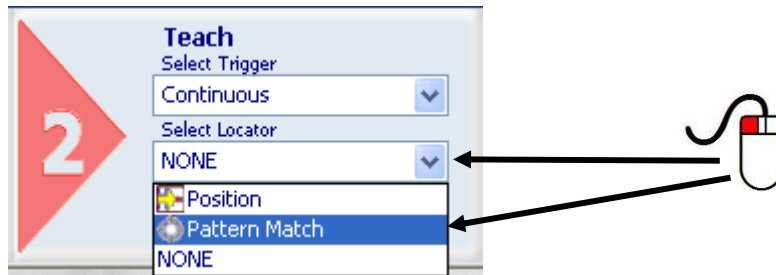 2
Teach
Select Trigger
Continuous
Select Locator
NONE
Position
Pattern Match
NONE